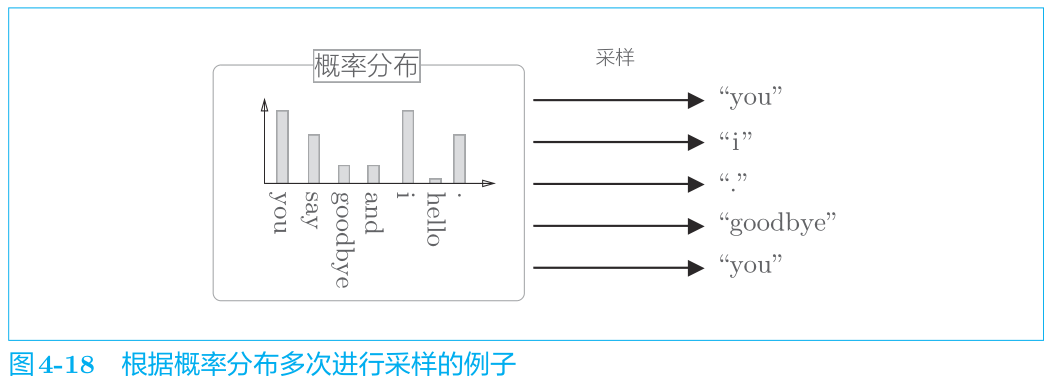 概率分布
采样
you
say
goodbye
and
i
hello
.
“you”
“i”
“.”
“goodbye”
“you”
图4-18 根据概率分布多次进行采样的例子